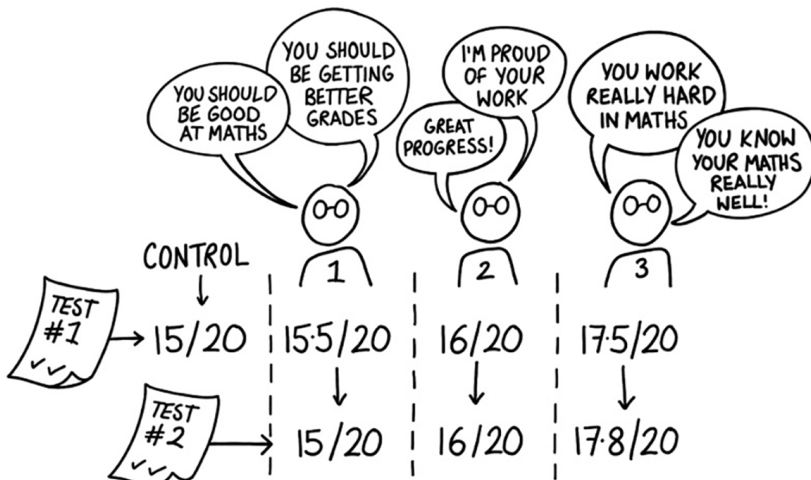 YOU SHOULD
BE GOOD
AT MATHS
YOU SHOULD
BE GETTING
BETTER
GRADES
GREAT
PROGRESS!
I'M PROUD
OF YOUR
WORK
YOU WORK
REALLY HARD
IN MATHS
YOU KNOW
YOUR MATHS
REALLY
WELL!
CONTROL
1
2
3
TEST
#1
15/20
15.5/20
16/20
17.5/20
TEST
#2
15/20
16/20
17.8/20